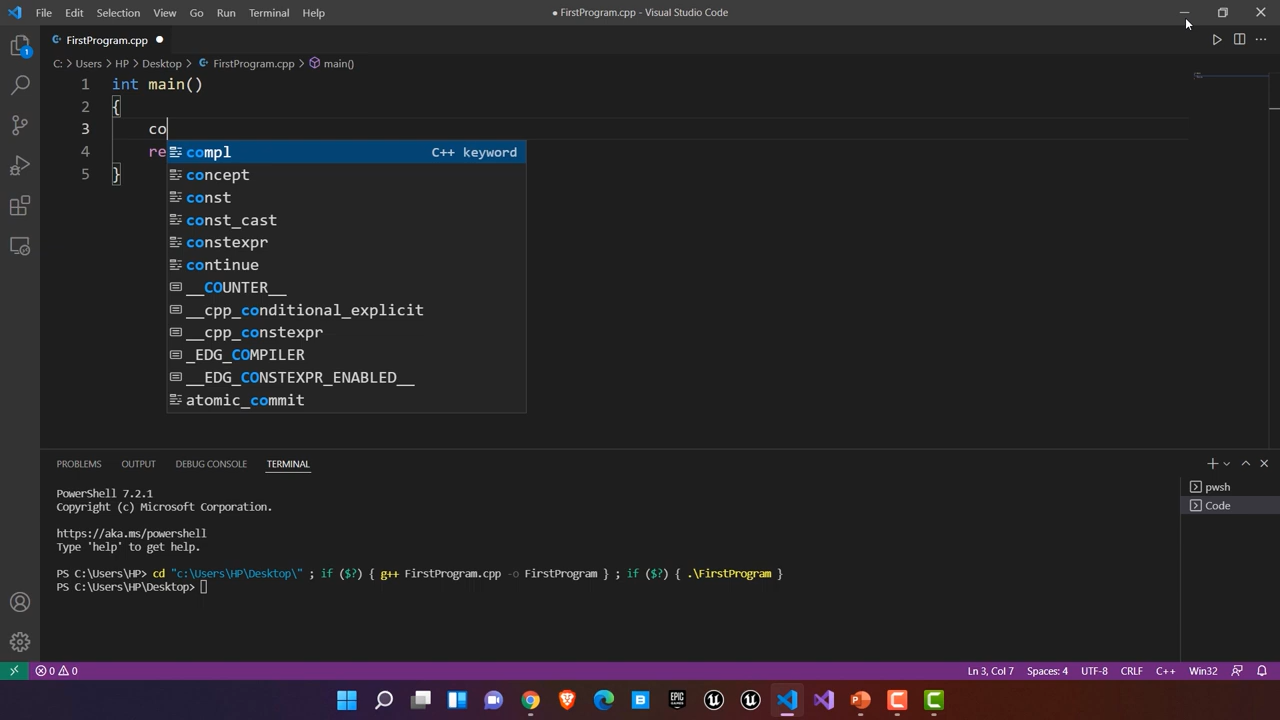 File Edit Selection View Go Run Terminal Help
● FirstProgram.cpp - Visual Studio Code
FirstProgram.cpp ●
C: > Users > HP > Desktop > FirstProgram.cpp > main()
1 int main()
2 {
3 co
4 re
5 }
compl C++ keyword
concept
const
const_cast
constexpr
continue
__COUNTER__
__cpp_conditional_explicit
__cpp_constexpr
_EDG_COMPILER
__EDG_CONSTEXPR_ENABLED__
atomic_commit
1
PROBLEMS OUTPUT DEBUG CONSOLE TERMINAL
PowerShell 7.2.1
Copyright (c) Microsoft Corporation.
https://aka.ms/powershell
Type 'help' to get help.
PS C:\Users\HP> cd "c:\Users\HP\Desktop\" ; if ($?) { g++ FirstProgram.cpp -o FirstProgram } ; if ($?) { .\FirstProgram }
PS C:\Users\HP\Desktop>
pwsh
Code
0 0
Ln 3, Col 7 Spaces: 4 UTF-8 CRLF C++ Win32
EPIC GAMES